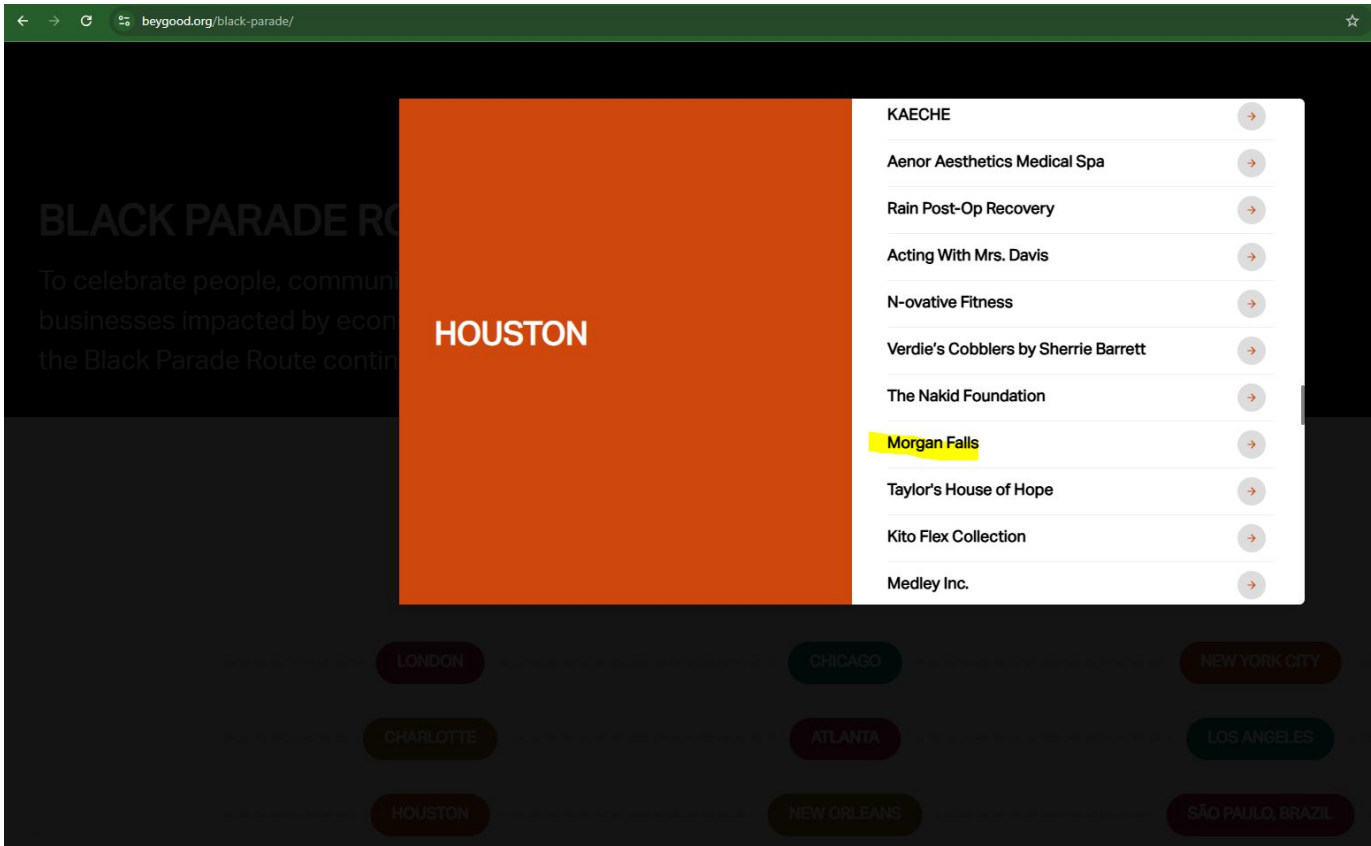 beygood.org/black-parade/
BLACK PARADE RO
To celebrate people, communi
businesses impacted by econ
the Black Parade Route contin
HOUSTON
KAECHE
Aenor Aesthetics Medical Spa
Rain Post-Op Recovery
Acting With Mrs. Davis
N-ovative Fitness
Verdie’s Cobblers by Sherrie Barrett
The Nakid Foundation
Morgan Falls
Taylor's House of Hope
Kito Flex Collection
Medley Inc.
LONDON CHICAGO NEW YORK CITY
CHARLOTTE ATLANTA LOS ANGELES
HOUSTON NEW ORLEANS SÃO PAULO, BRAZIL